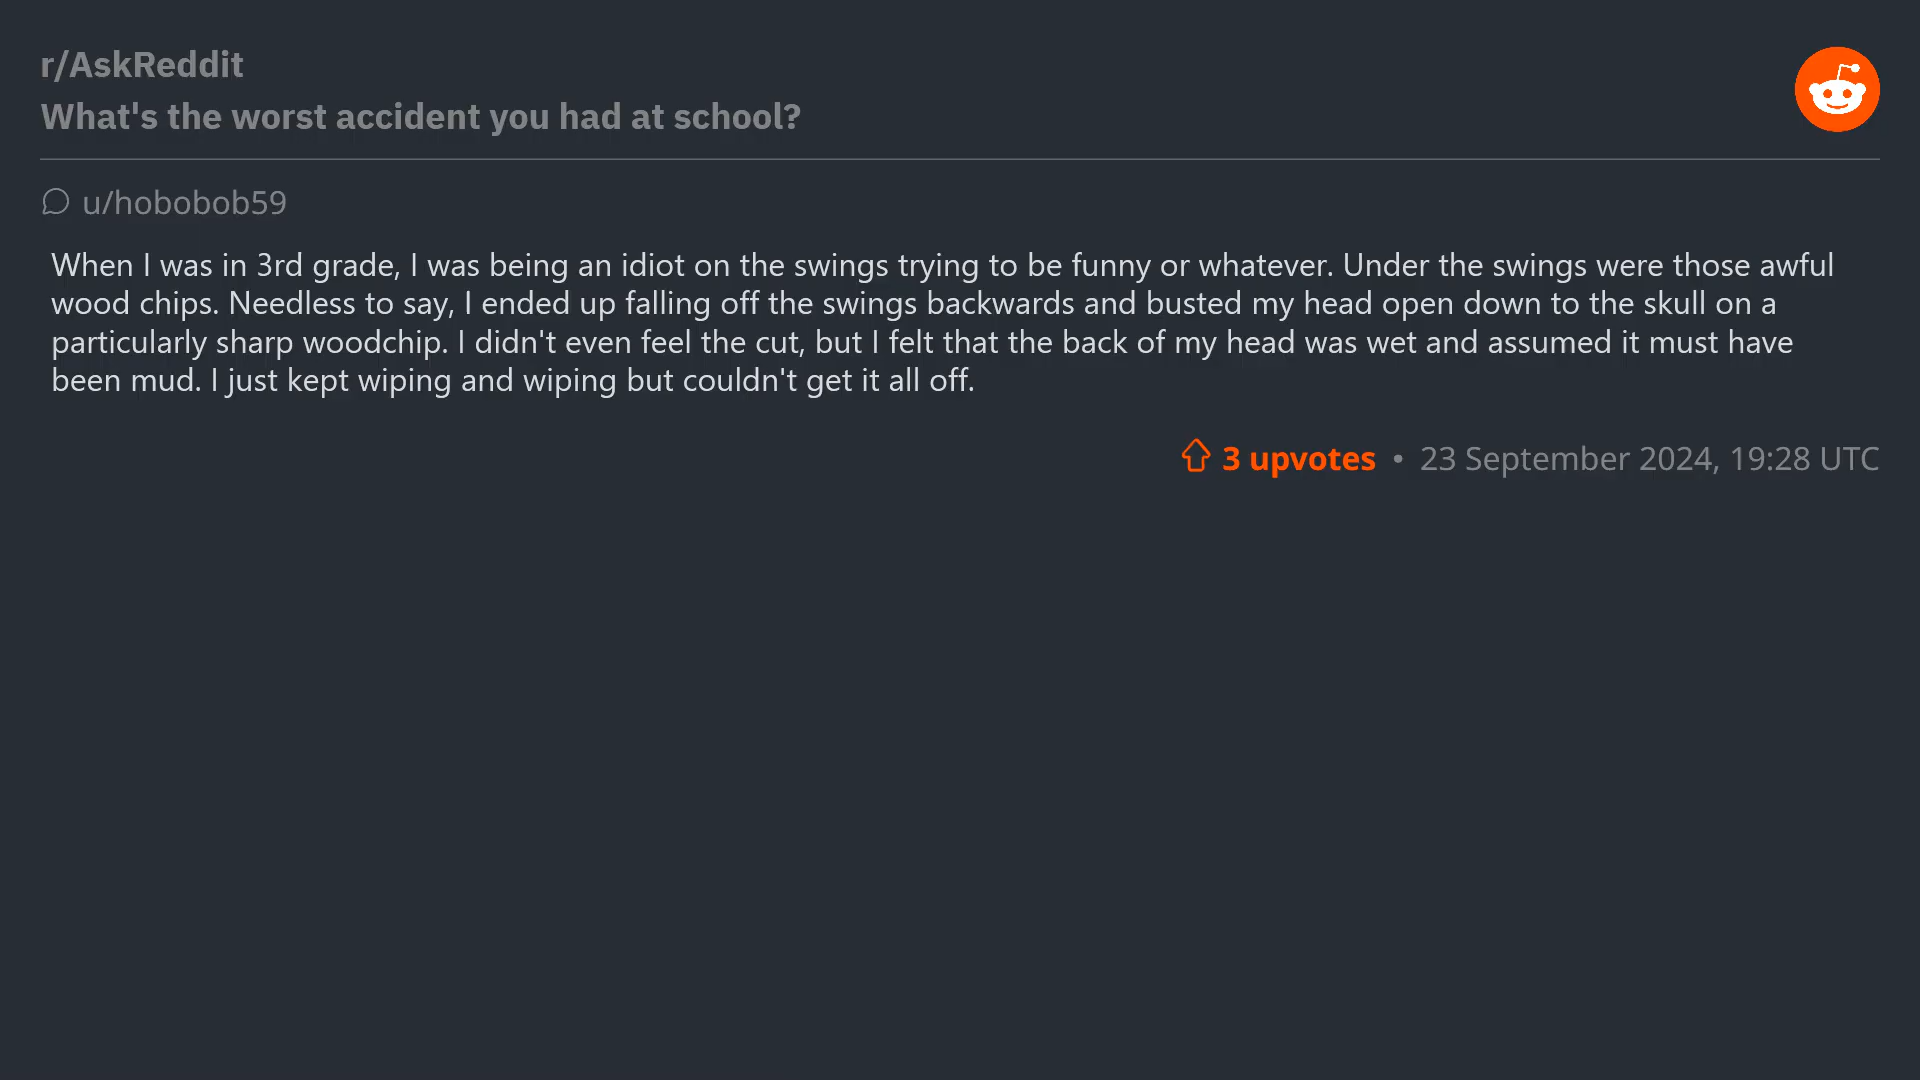 r/AskReddit
What's the worst accident you had at school?
u/hobobob59
When I was in 3rd grade, I was being an idiot on the swings trying to be funny or whatever. Under the swings were those awful
wood chips. Needless to say, I ended up falling off the swings backwards and busted my head open down to the skull on a
particularly sharp woodchip. I didn't even feel the cut, but I felt that the back of my head was wet and assumed it must have
been mud. I just kept wiping and wiping but couldn't get it all off.
3 upvotes • 23 September 2024, 19:28 UTC